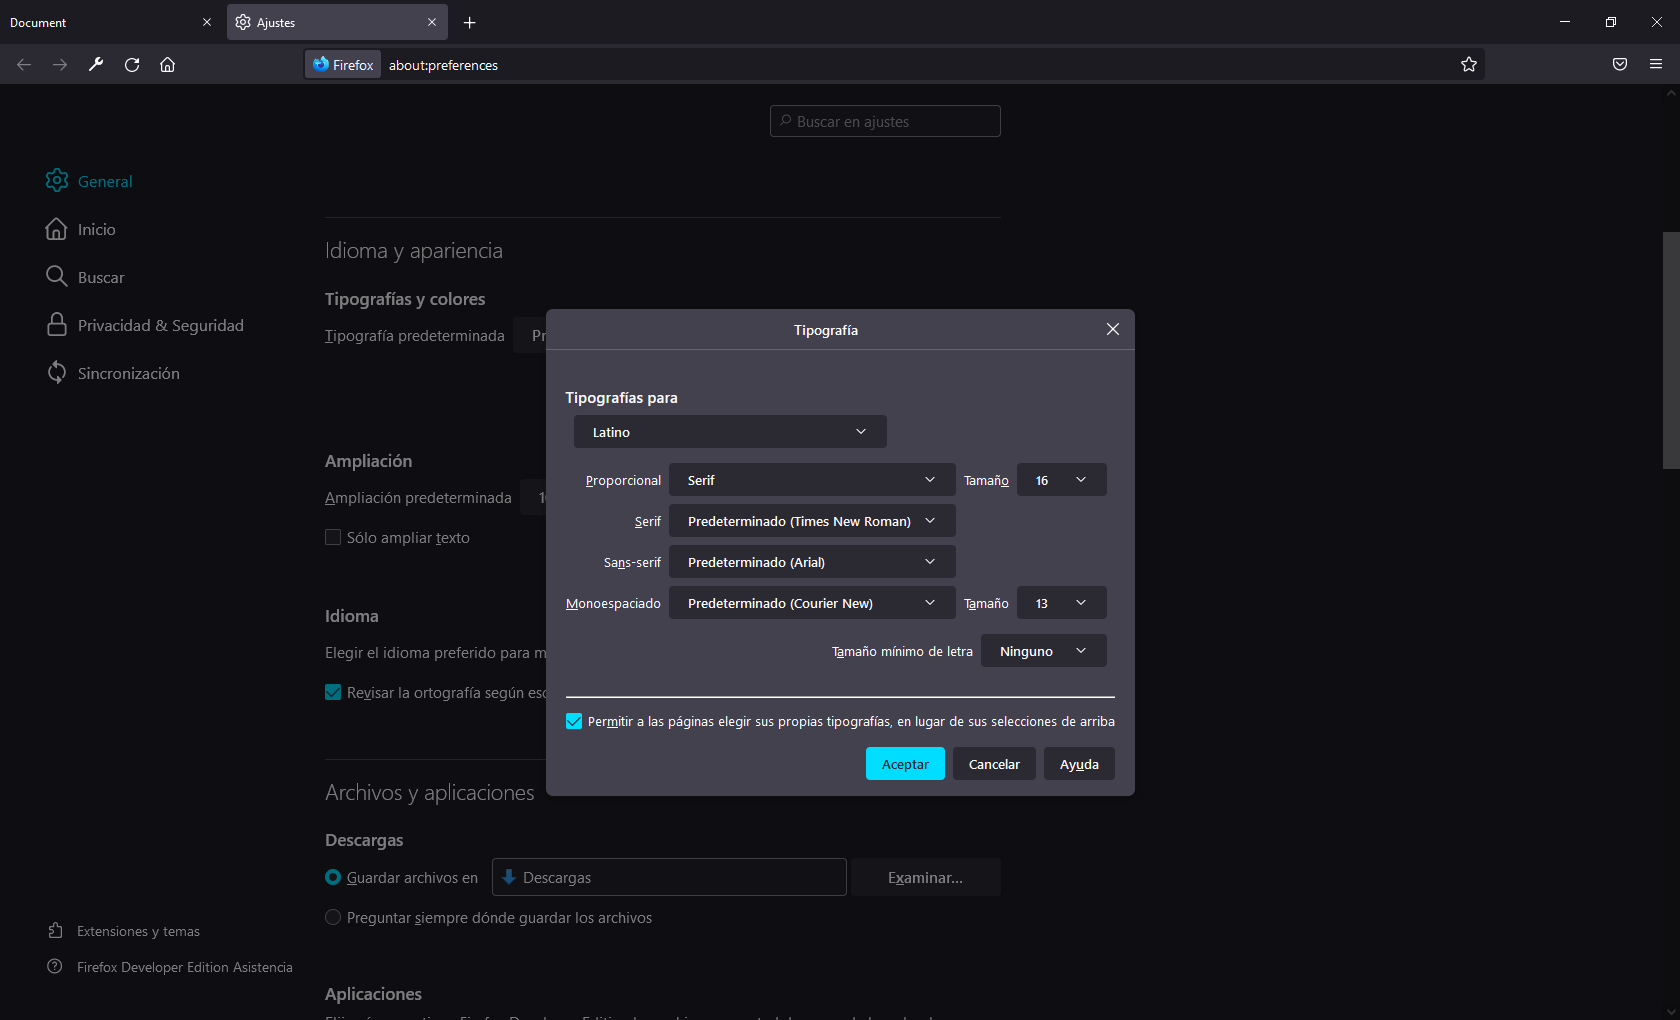 Document
Ajustes
Firefox
about:preferences
Buscar en ajustes
General
Inicio
Buscar
Privacidad & Seguridad
Sincronización
Extensiones y temas
Firefox Developer Edition Asistencia
Idioma y apariencia
Tipografías y colores
Tipografía predeterminada Pr
Ampliación
Ampliación predeterminada 1
Sólo ampliar texto
Idioma
Elegir el idioma preferido para m
Revisar la ortografía según esc
Tipografía
Tipografías para
Latino
Proporcional Serif Tamaño 16
Serif Predeterminado (Times New Roman)
Sans-serif Predeterminado (Arial)
Monoespaciado Predeterminado (Courier New) Tamaño 13
Tamaño mínimo de letra Ninguno
Permitir a las páginas elegir sus propias tipografías, en lugar de sus selecciones de arriba
Aceptar Cancelar Ayuda
Archivos y aplicaciones
Descargas
Guardar archivos en Descargas Examinar...
Preguntar siempre dónde guardar los archivos
Aplicaciones